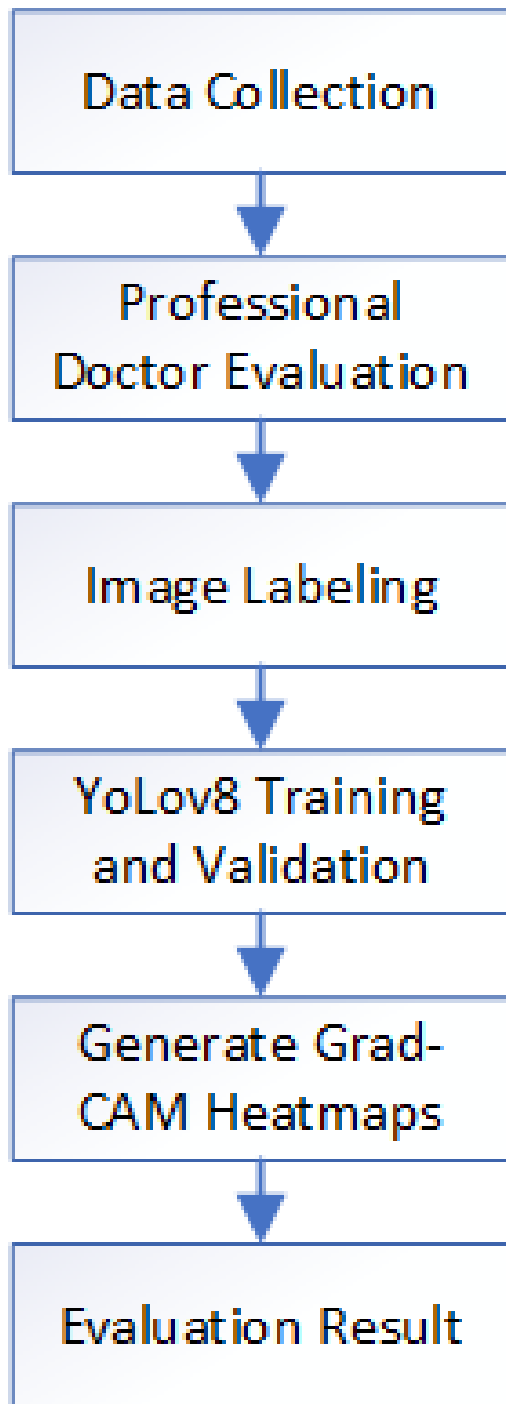 Data Collection
Professional
Doctor Evaluation
Image Labeling
YoLov8 Training
and Validation
Generate Grad-
CAM Heatmaps
Evaluation Result